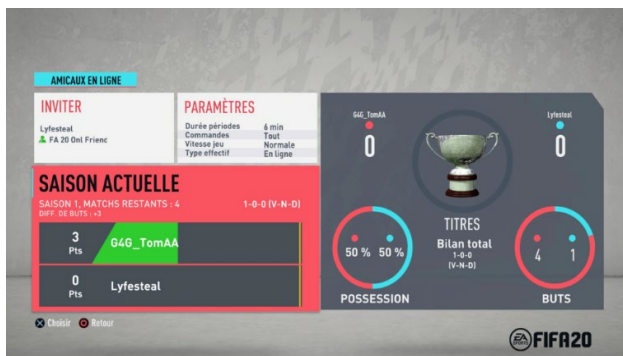 AMICAUX EN LIGNE
INVITER
Lyfesteal
FA 20 Onl Frienc
PARAMÈTRES
Durée périodes 6 min
Commandes Tout
Vitesse jeu Normale
Type effectif En ligne
SAISON ACTUELLE
SAISON 1, MATCHS RESTANTS : 4 1-0-0 (V-N-D)
DIFF. DE BUTS : +3
3 Pts G4G_TomAA
0 Pts Lyfesteal
G4G_TomAA Lyfesteal
0 0
TITRES
Bilan total
1-0-0
(V-N-D)
50 % 50 %
POSSESSION
4 1
BUTS
Choisir Retour
EA SPORTS FIFA20